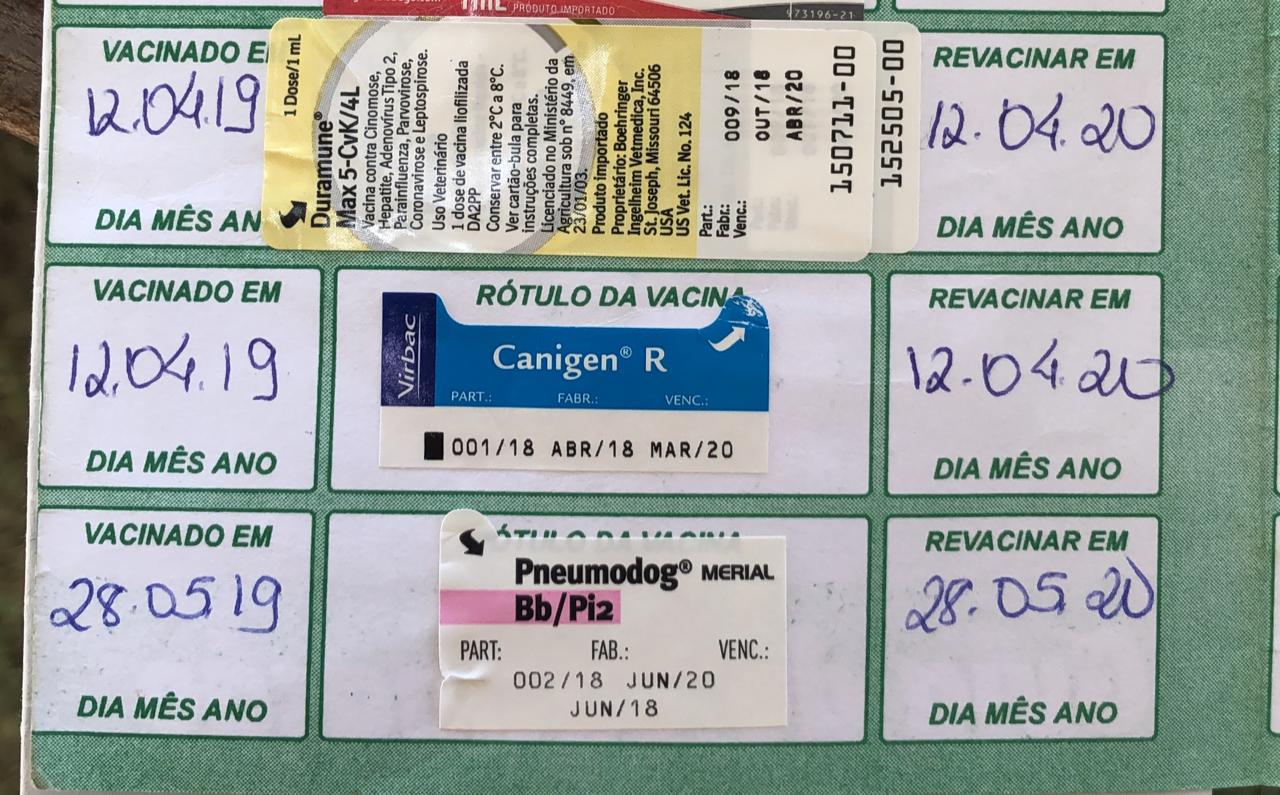 PRODUTO IMPORTADO
973196-21
VACINADO E
12.04.19
DIA MÊS AN
1 Dose/1 mL
Duramune®
Max 5-CvK/4L
Vacina contra Cinomose,
Hepatite, Adenovírus Tipo 2,
Parainfluenza, Parvovirose,
Coronavirose e Leptospirose.
Uso Veterinário
1 dose de vacina liofilizada
DA2PP
Conservar entre 2°C a 8°C.
Ver cartão-bula para
instruções completas.
Licenciado no Ministério da
Agricultura sob nº 8449, em
23/01/03.
Produto importado
Proprietário: Boehringer
Ingelheim Vetmedica, Inc.
St. Joseph, Missouri 64506
USA
US Vet. Lic. No. 124
Part.: 009/18
Fabr.: OUT/18
Venc.: ABR/20
150711-00
152505-00
REVACINAR EM
12.04.20
DIA MÊS ANO
VACINADO EM
12.04.19
DIA MÊS ANO
RÓTULO DA VACINA
Virbac
Canigen® R
PART.: FABR.: VENC.:
001/18 ABR/18 MAR/20
REVACINAR EM
12.04.20
DIA MÊS ANO
VACINADO EM
28.05.19
DIA MÊS ANO
RÓTULO DA VACINA
Pneumodog® MERIAL
Bb/Pi2
PART: FAB.: VENC.:
002/18 JUN/20
JUN/18
REVACINAR EM
28.05.20
DIA MÊS ANO